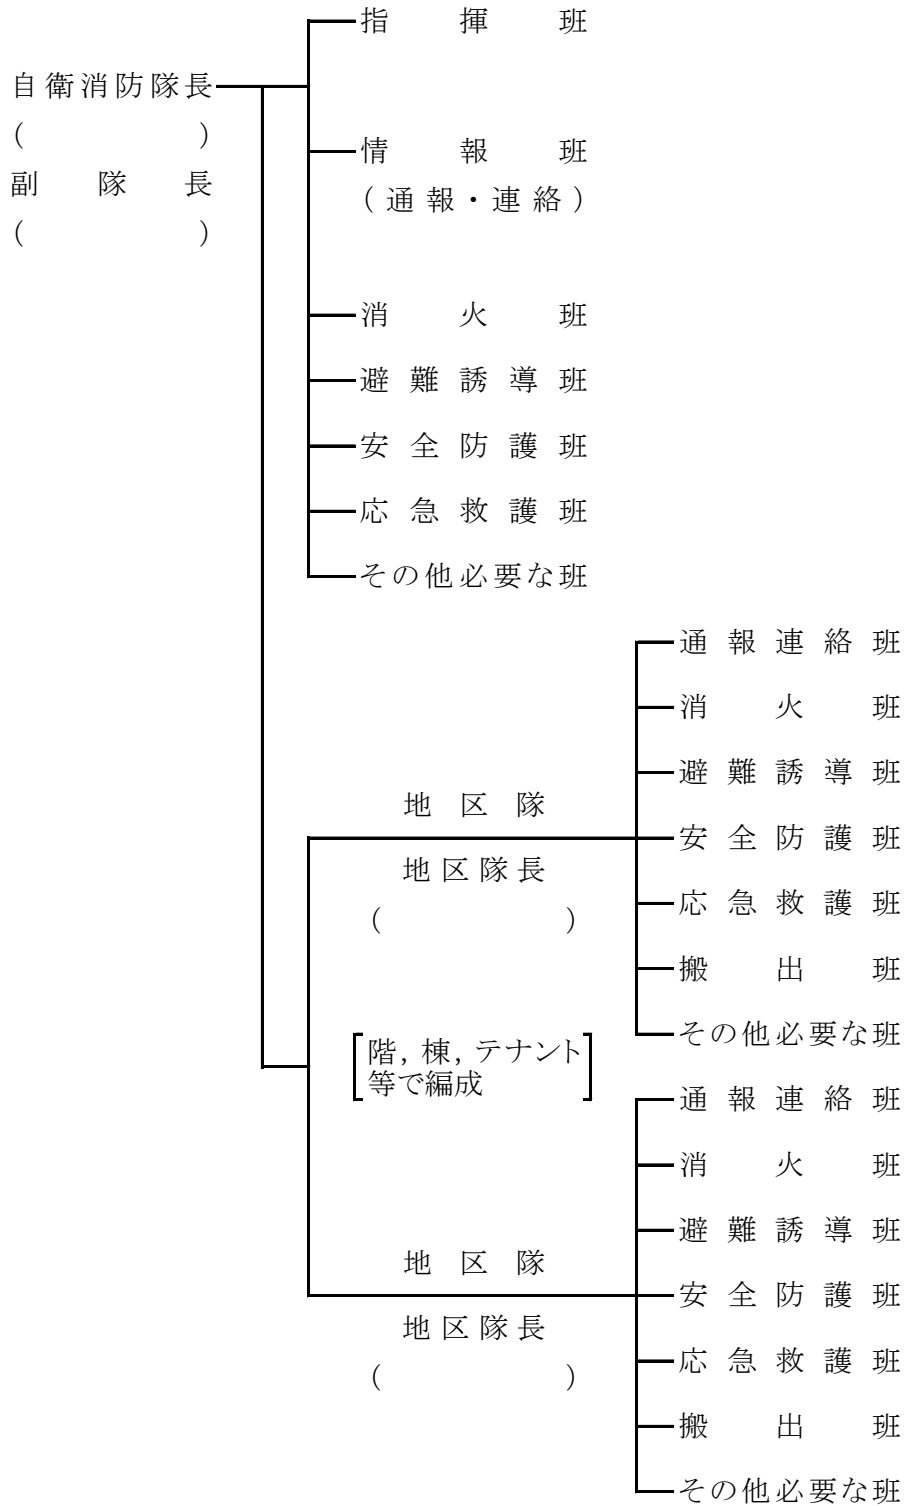 自衛消防隊長
(　　　　)
副隊長
(　　　　)
指揮班
情報班
(通報・連絡)
消火班
避難誘導班
安全防護班
応急救護班
その他必要な班
地区隊
地区隊長
(　　　　)
通報連絡班
消火班
避難誘導班
安全防護班
応急救護班
搬出班
その他必要な班
[階,棟,テナント
等で編成]
地区隊
地区隊長
(　　　　)
通報連絡班
消火班
避難誘導班
安全防護班
応急救護班
搬出班
その他必要な班